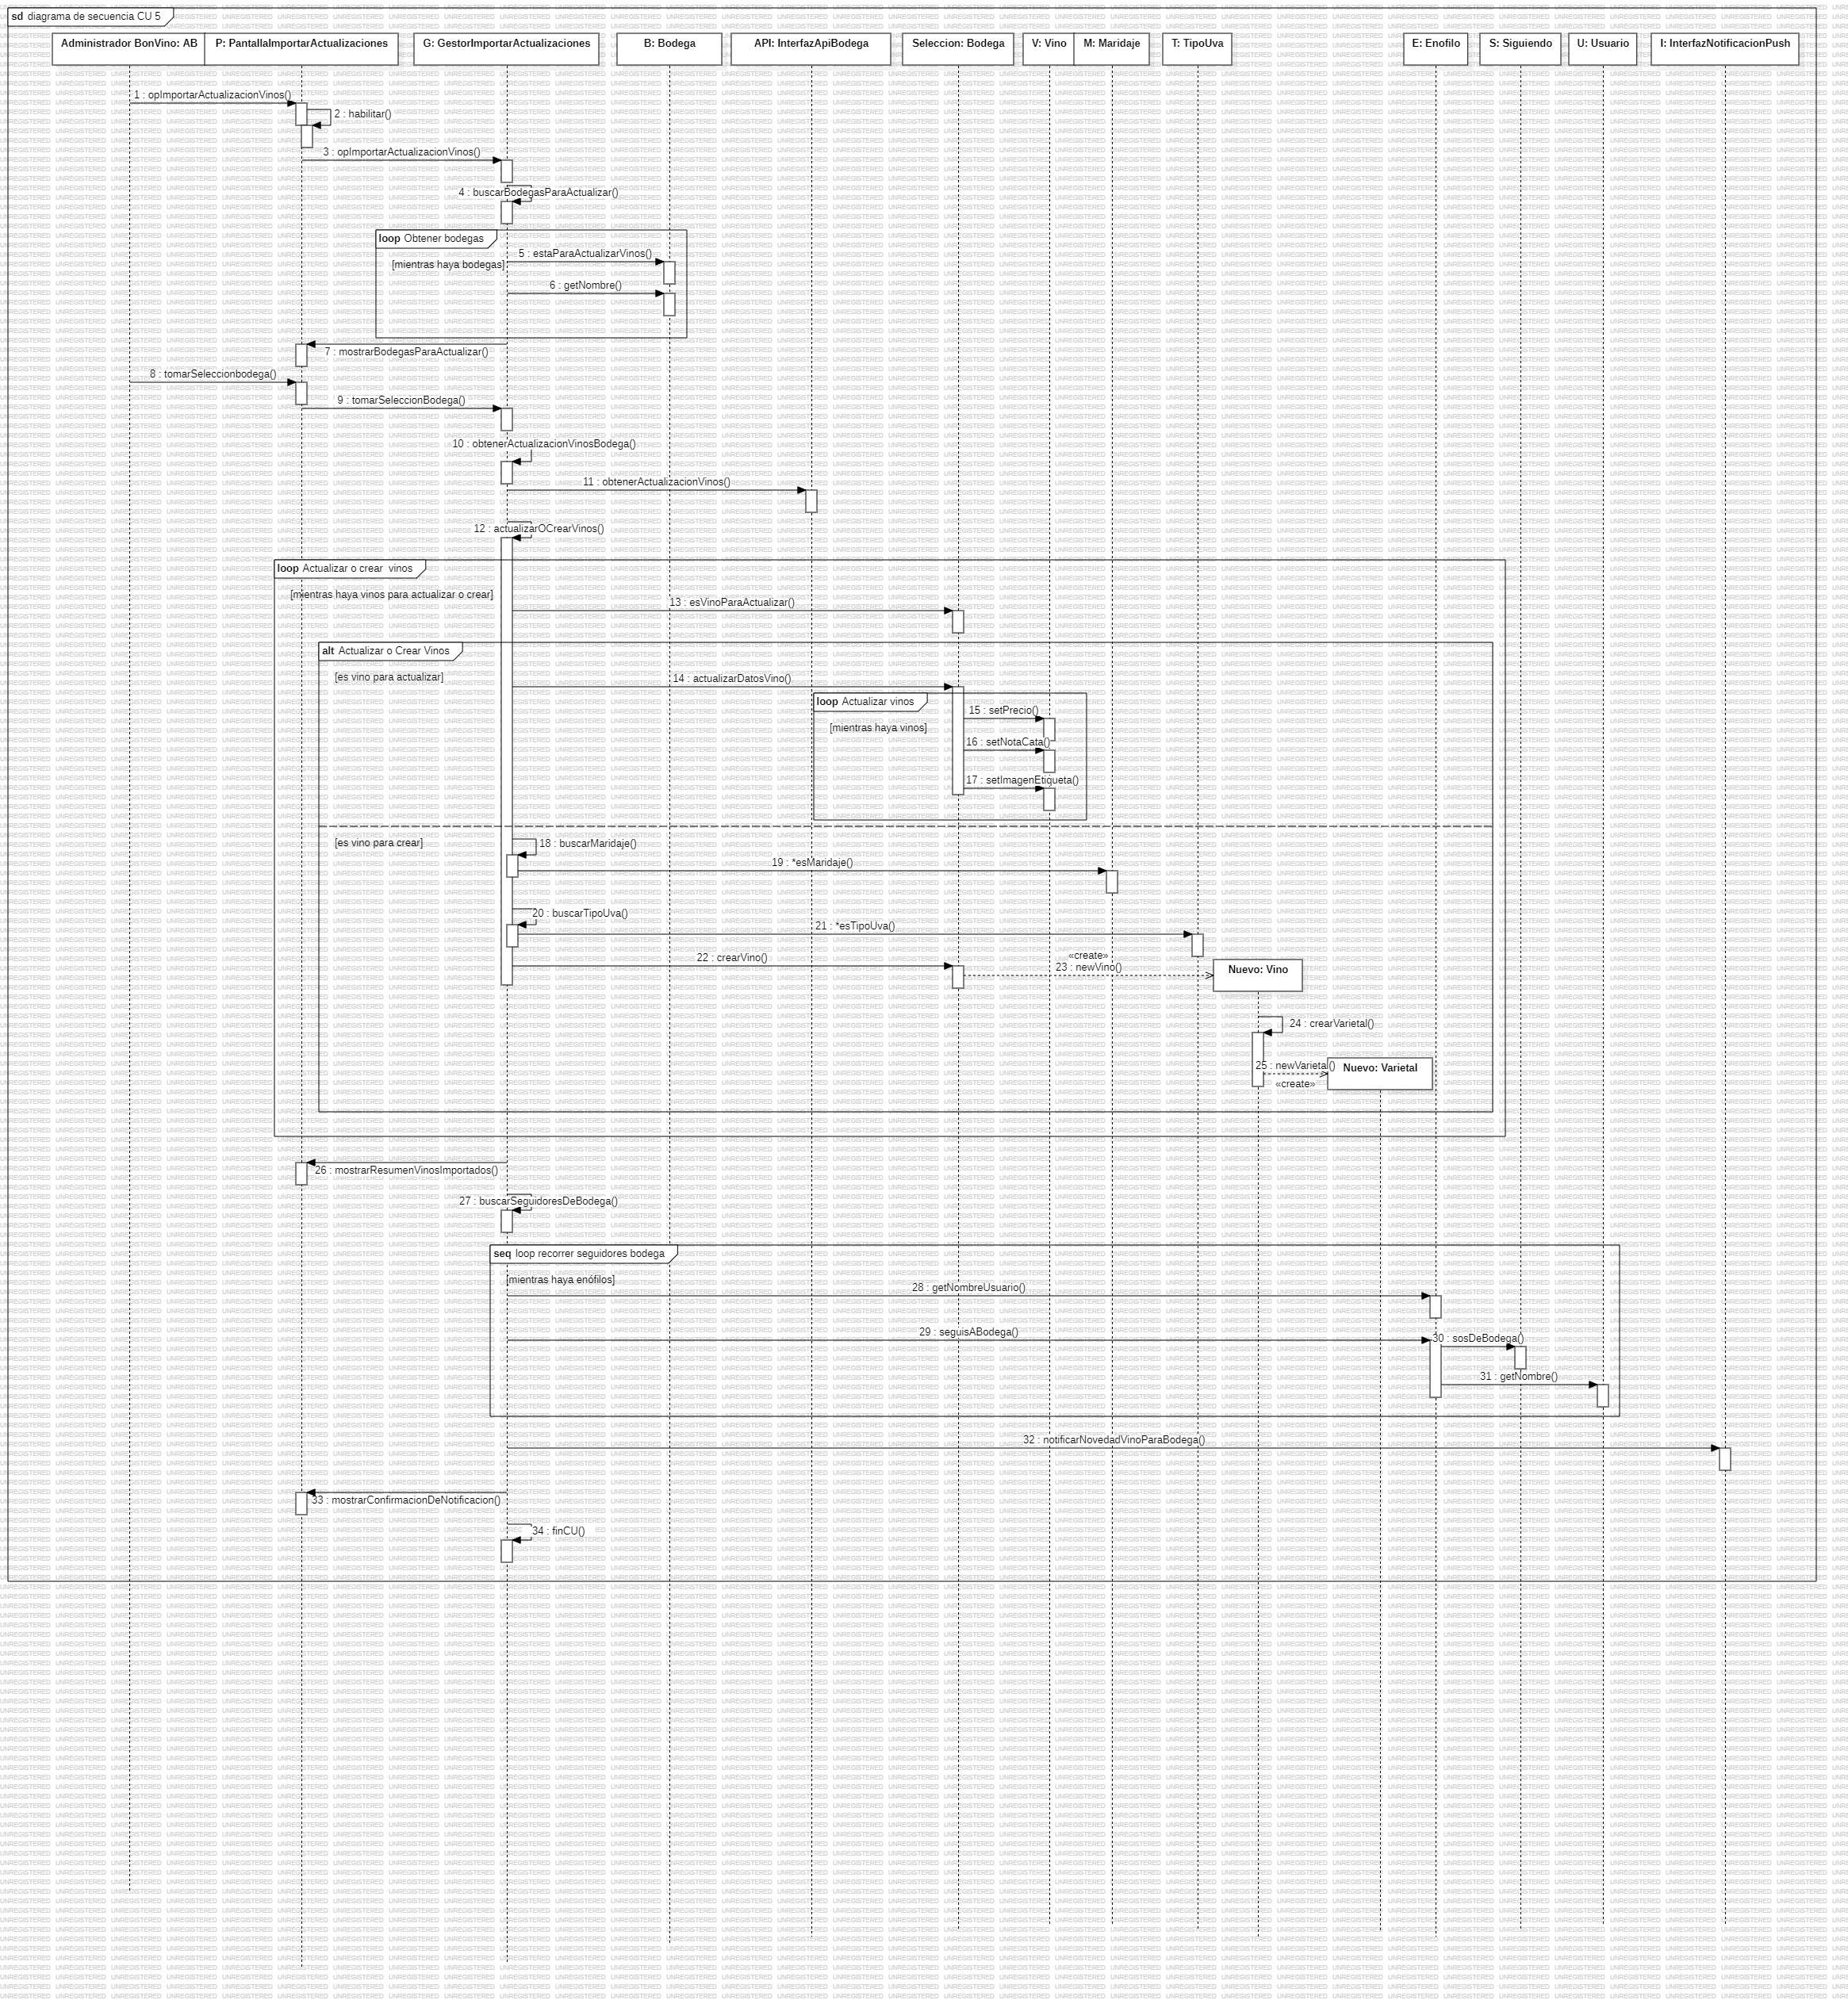 sd diagrama de secuencia CU 5
Administrador BonVino: AB
P: PantallaImportarActualizaciones
G: GestorImportarActualizaciones
B: Bodega
API: InterfazApiBodega
Seleccion: Bodega
V: Vino
M: Maridaje
T: TipoUva
E: Enofilo
S: Siguiendo
U: Usuario
I: InterfazNotificacionPush
1 : opImportarActualizacionVinos()
2 : habilitar()
3 : opImportarActualizacionVinos()
4 : buscarBodegasParaActualizar()
loop Obtener bodegas
[mientras haya bodegas]
5 : estaParaActualizarVinos()
6 : getNombre()
7 : mostrarBodegasParaActualizar()
8 : tomarSeleccionbodega()
9 : tomarSeleccionBodega()
10 : obtenerActualizacionVinosBodega()
11 : obtenerActualizacionVinos()
12 : actualizarOCrearVinos()
loop Actualizar o crear  vinos
[mientras haya vinos para actualizar o crear]
13 : esVinoParaActualizar()
alt Actualizar o Crear Vinos
[es vino para actualizar]
14 : actualizarDatosVino()
loop Actualizar vinos
[mientras haya vinos]
15 : setPrecio()
16 : setNotaCata()
17 : setImagenEtiqueta()
[es vino para crear]
18 : buscarMaridaje()
19 : *esMaridaje()
20 : buscarTipoUva()
21 : *esTipoUva()
22 : crearVino()
«create»
23 : newVino()
Nuevo: Vino
24 : crearVarietal()
25 : newVarietal()
«create»
Nuevo: Varietal
26 : mostrarResumenVinosImportados()
27 : buscarSeguidoresDeBodega()
seq loop recorrer seguidores bodega
[mientras haya enófilos]
28 : getNombreUsuario()
29 : seguisABodega()
30 : sosDeBodega()
31 : getNombre()
32 : notificarNovedadVinoParaBodega()
33 : mostrarConfirmacionDeNotificacion()
34 : finCU()
UNREGISTERED